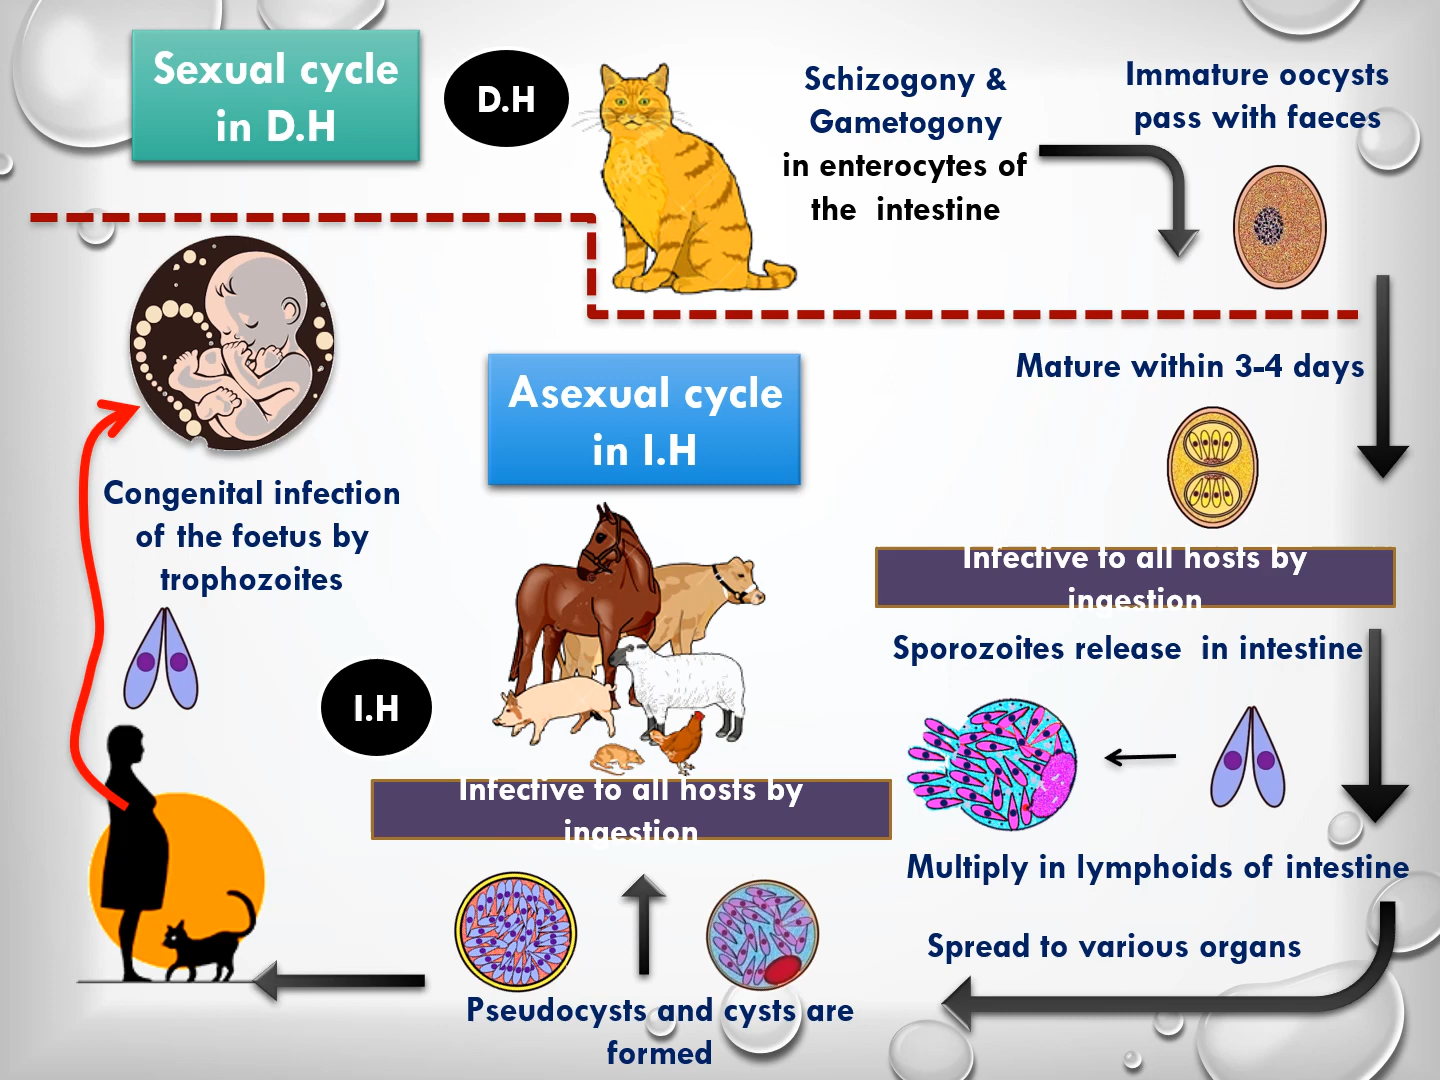 Sexual cycle
in D.H
D.H
Schizogony &
Gametogony
in enterocytes of
the intestine
Immature oocysts
pass with faeces
Mature within 3-4 days
Asexual cycle
in I.H
Congenital infection
of the foetus by
trophozoites
Infective to all hosts by
ingestion
Sporozoites release in intestine
I.H
Infective to all hosts by
ingestion
Multiply in lymphoids of intestine
Spread to various organs
Pseudocysts and cysts are
formed